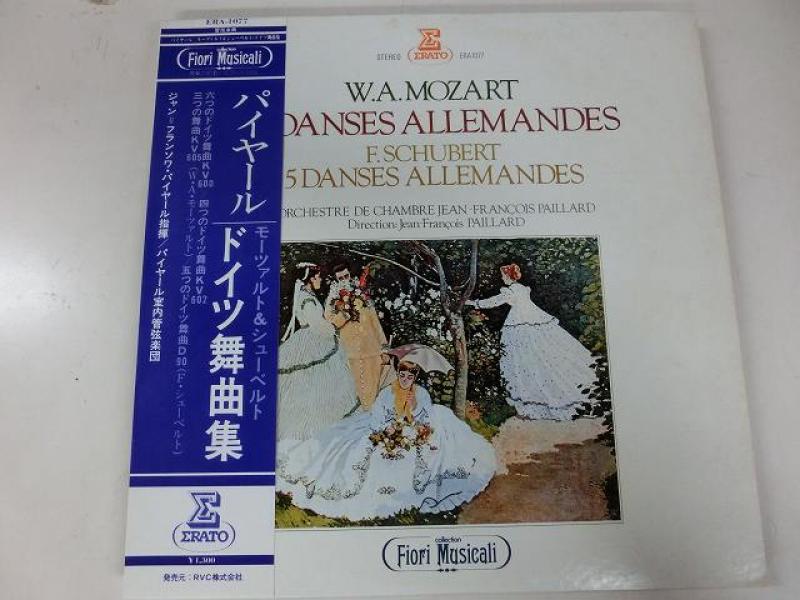 ERA-1077
Fiori Musicali
パイヤール
ドイツ舞曲集
モーツァルト&シューベルト
六つのドイツ舞曲KV600 四つのドイツ舞曲KV602
三つの舞曲KV605(W・A・モーツァルト)/五つのドイツ舞曲D90(F・シューベルト)
ジャン=フランソワ・パイヤール指揮/パイヤール室内管弦楽団
ERATO
¥1,300
発売元:RVC株式会社
STEREO
ERATO
ERA1077
W.A.MOZART
DANSES ALLEMANDES
F. SCHUBERT
5 DANSES ALLEMANDES
ORCHESTRE DE CHAMBRE JEAN-FRANÇOIS PAILLARD
Direction: Jean-François PAILLARD
collection
Fiori Musicali